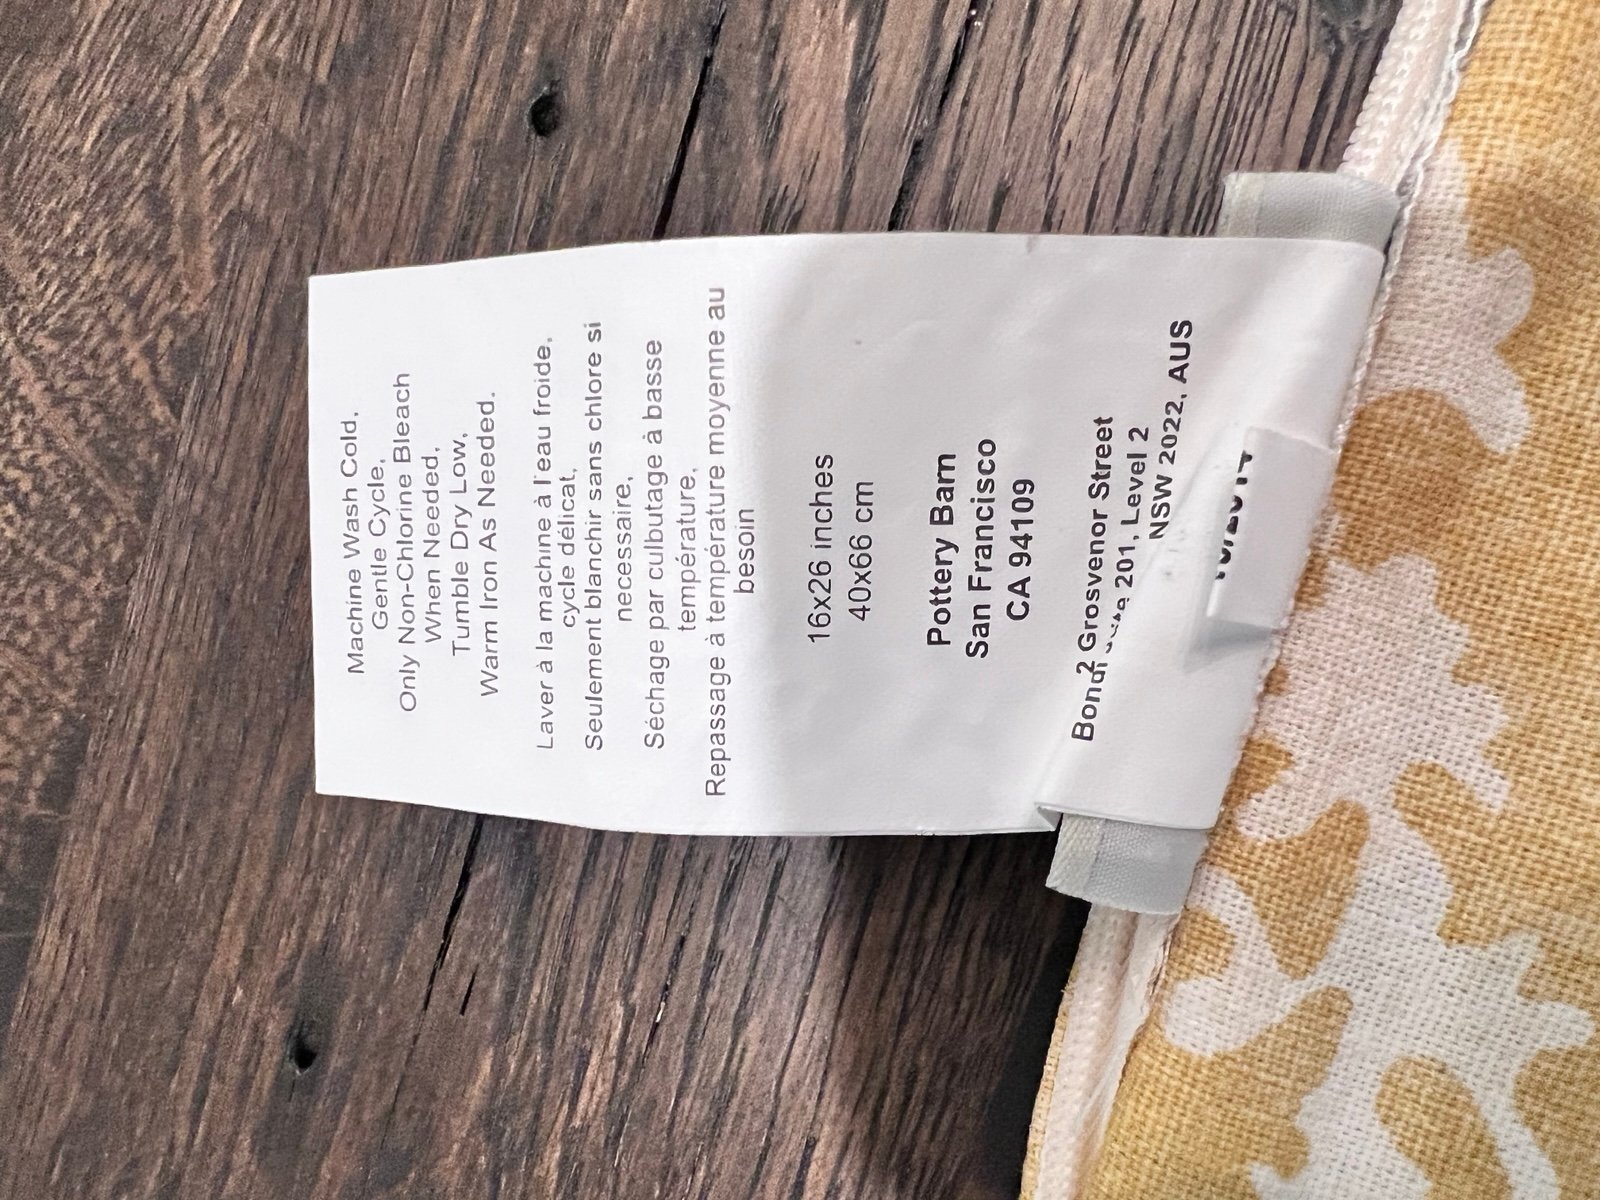 Machine Wash Cold,
Gentle Cycle,
Only Non-Chlorine Bleach
When Needed,
Tumble Dry Low,
Warm Iron As Needed.
Laver à la machine à l'eau froide,
cycle délicat,
Seulement blanchir sans chlore si
necessaire,
Séchage par culbutage à basse
température,
Repassage à température moyenne au
besoin
16x26 inches
40x66 cm
Pottery Barn
San Francisco
CA 94109
2 Grosvenor Street
201, Level 2
NSW 2022, AUS